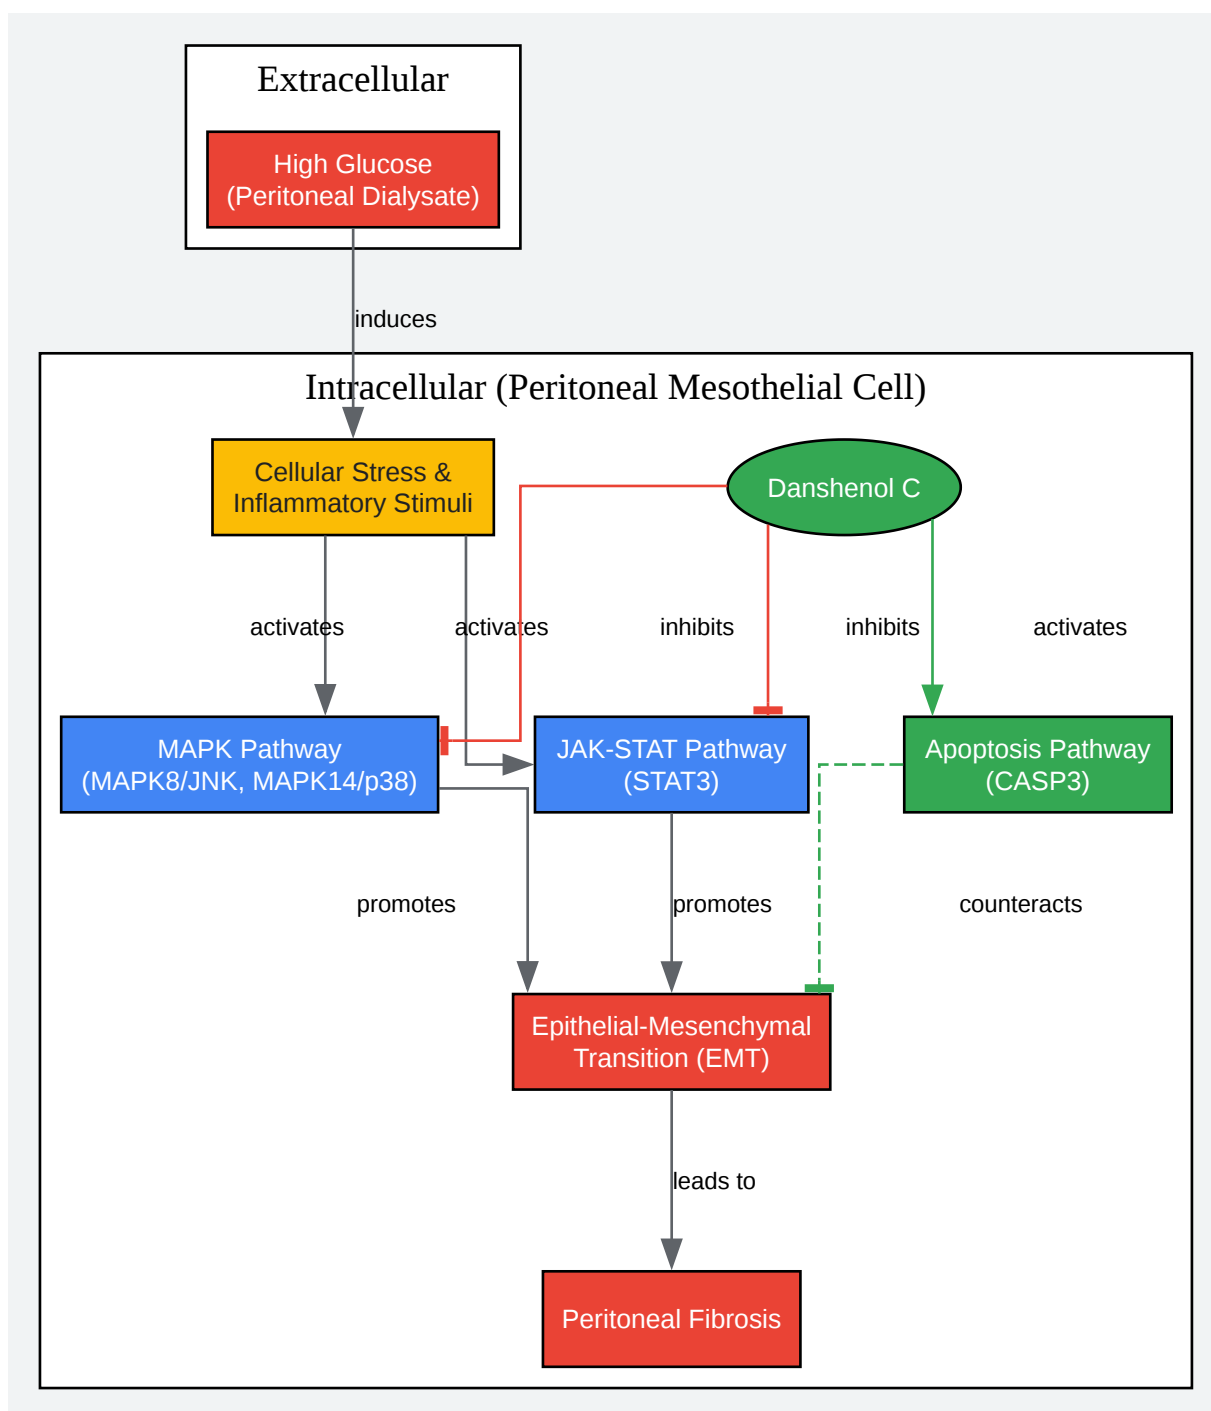 Extracellular
High Glucose
(Peritoneal Dialysate)
induces
Intracellular (Peritoneal Mesothelial Cell)
Cellular Stress &
Inflammatory Stimuli
Danshenol C
activates
activates
inhibits
inhibits
activates
MAPK Pathway
(MAPK8/JNK, MAPK14/p38)
JAK-STAT Pathway
(STAT3)
Apoptosis Pathway
(CASP3)
promotes
promotes
counteracts
Epithelial-Mesenchymal
Transition (EMT)
leads to
Peritoneal Fibrosis